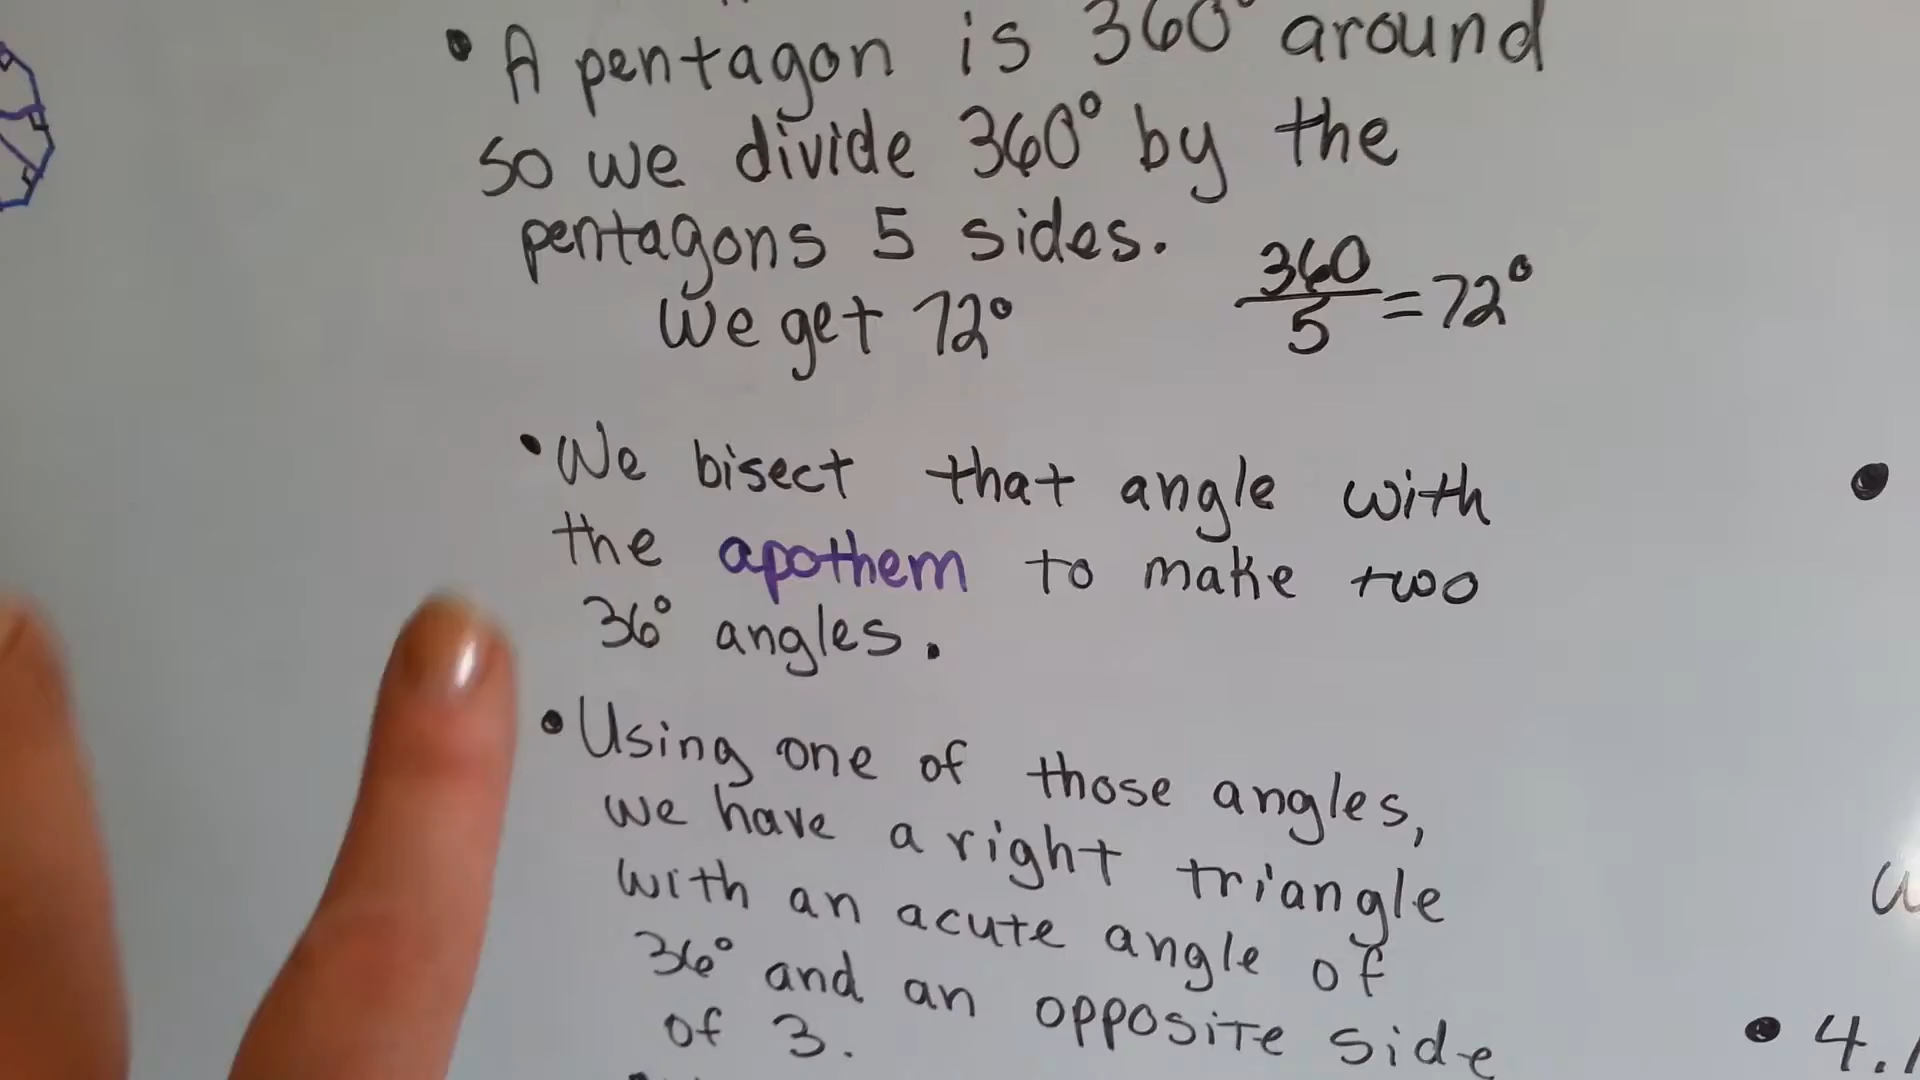 • A pentagon is 360° around
so we divide 360° by the
pentagons 5 sides.
We get 72°
360/5 = 72°
• We bisect that angle with
the apothem to make two
36° angles.
• Using one of those angles,
we have a right triangle
with an acute angle of
36° and an opposite side
of 3.
•
• 4.